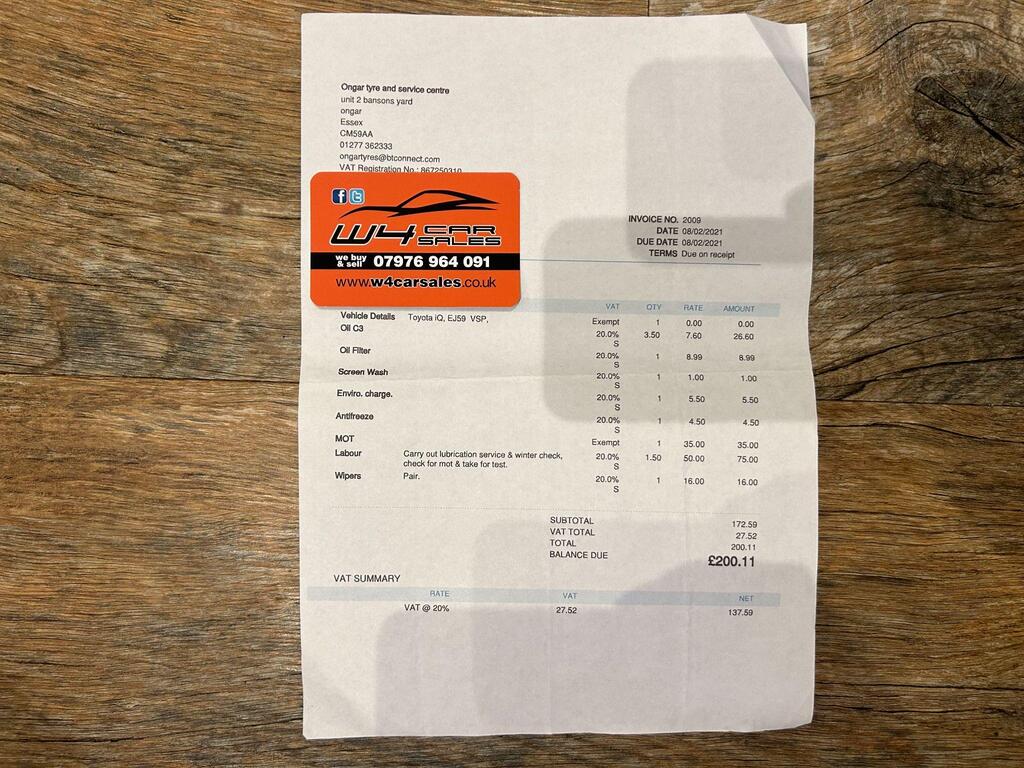 Ongar tyre and service centre
unit 2 bansons yard
ongar
Essex
CM59AA
01277 362333
ongartyres@btconnect.com
VAT Registration No.: 867250310
f t
W4 CAR SALES
we buy & sell 07976 964 091
www.w4carsales.co.uk
INVOICE NO. 2009
DATE 08/02/2021
DUE DATE 08/02/2021
TERMS Due on receipt
VAT QTY RATE AMOUNT
Vehicle Details Toyota iQ, EJ59 VSP, Exempt 1 0.00 0.00
Oil C3 20.0% S 3.50 7.60 26.60
Oil Filter 20.0% S 1 8.99 8.99
Screen Wash 20.0% S 1 1.00 1.00
Enviro. charge. 20.0% S 1 5.50 5.50
Antifreeze 20.0% S 1 4.50 4.50
MOT Exempt 1 35.00 35.00
Labour Carry out lubrication service & winter check, 20.0% S 1.50 50.00 75.00
check for mot & take for test.
Wipers Pair. 20.0% S 1 16.00 16.00
SUBTOTAL 172.59
VAT TOTAL 27.52
TOTAL 200.11
BALANCE DUE £200.11
VAT SUMMARY
RATE VAT NET
VAT @ 20% 27.52 137.59